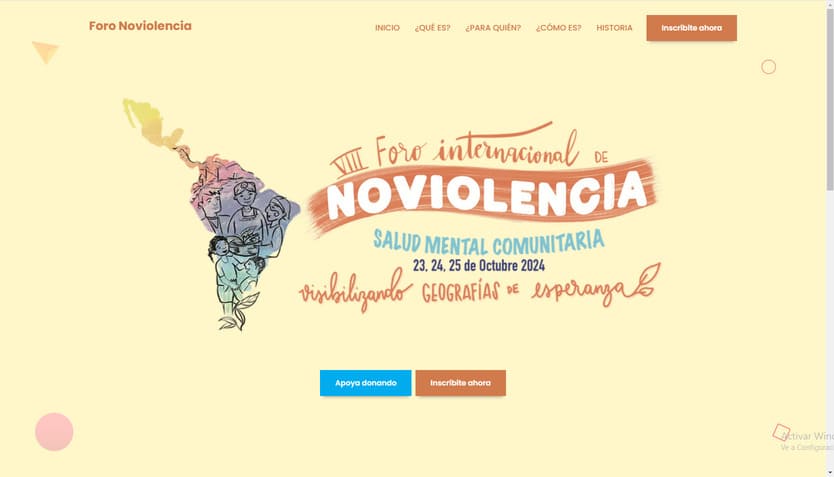 Foro Noviolencia
INICIO ¿QUÉ ES? ¿PARA QUIÉN? ¿CÓMO ES? HISTORIA Inscribite ahora
VIII Foro internacional DE
NOVIOLENCIA
SALUD MENTAL COMUNITARIA
23, 24, 25 de Octubre 2024
visibilizando GEOGRAFÍAS DE esperanza
Apoya donando Inscribite ahora
Activar Wind
Ve a Configurac